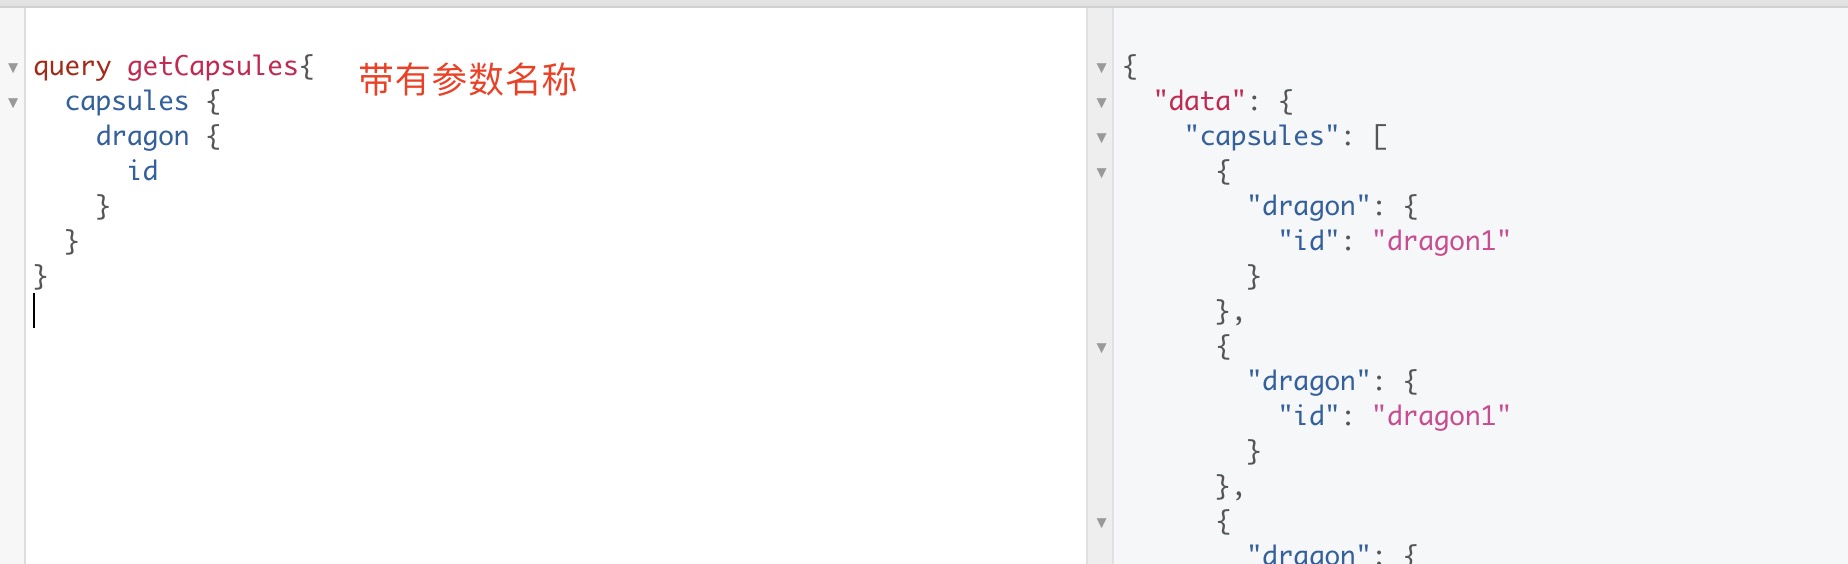 query getCapsules{ 带有参数名称
capsules {
dragon {
id
}
}
}
{
"data": {
"capsules": [
{
"dragon": {
"id": "dragon1"
}
},
{
"dragon": {
"id": "dragon1"
}
},
{
"dragon": {